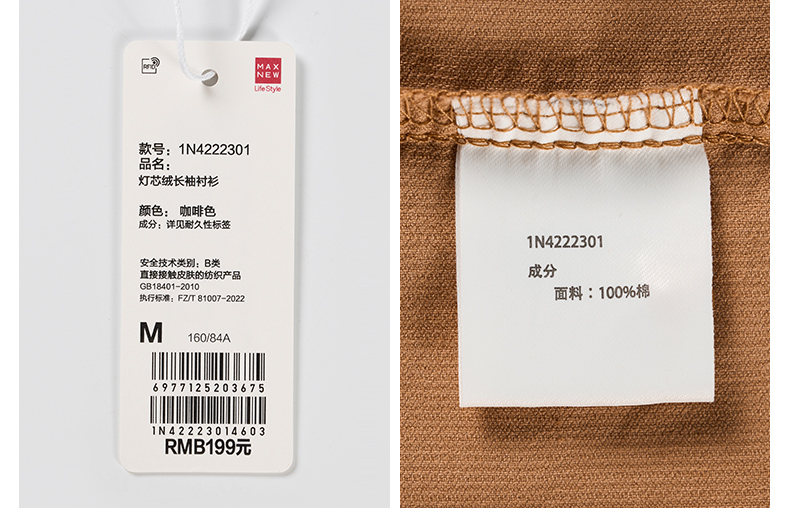 RFID
MAX
NEW
LifeStyle
款号：1N4222301
品名：
灯芯绒长袖衬衫
颜色： 咖啡色
成分：详见耐久性标签
安全技术类别：B类
直接接触皮肤的纺织产品
GB18401-2010
执行标准：FZ/T 81007-2022
M 160/84A
6977125203675
1N42223014603
RMB199元
1N4222301
成分
面料：100%棉